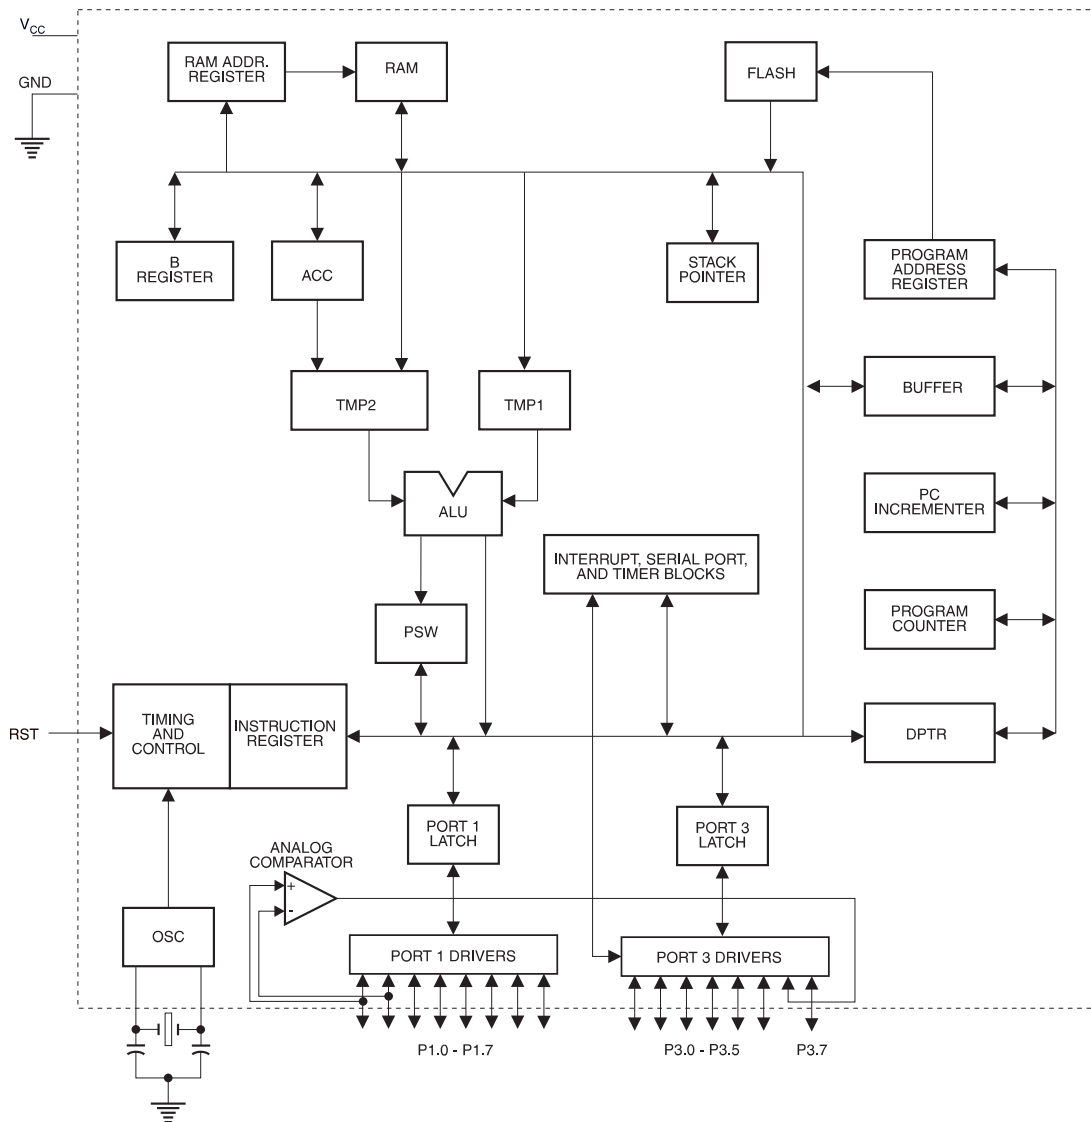 VCC
GND
RAM ADDR.
REGISTER
RAM
FLASH
B
REGISTER
ACC
STACK
POINTER
PROGRAM
ADDRESS
REGISTER
TMP2
TMP1
BUFFER
ALU
PC
INCREMENTER
INTERRUPT, SERIAL PORT,
AND TIMER BLOCKS
PSW
PROGRAM
COUNTER
RST
TIMING
AND
CONTROL
INSTRUCTION
REGISTER
DPTR
PORT 1
LATCH
PORT 3
LATCH
ANALOG
COMPARATOR
+
-
OSC
PORT 1 DRIVERS
PORT 3 DRIVERS
P1.0 - P1.7
P3.0 - P3.5
P3.7